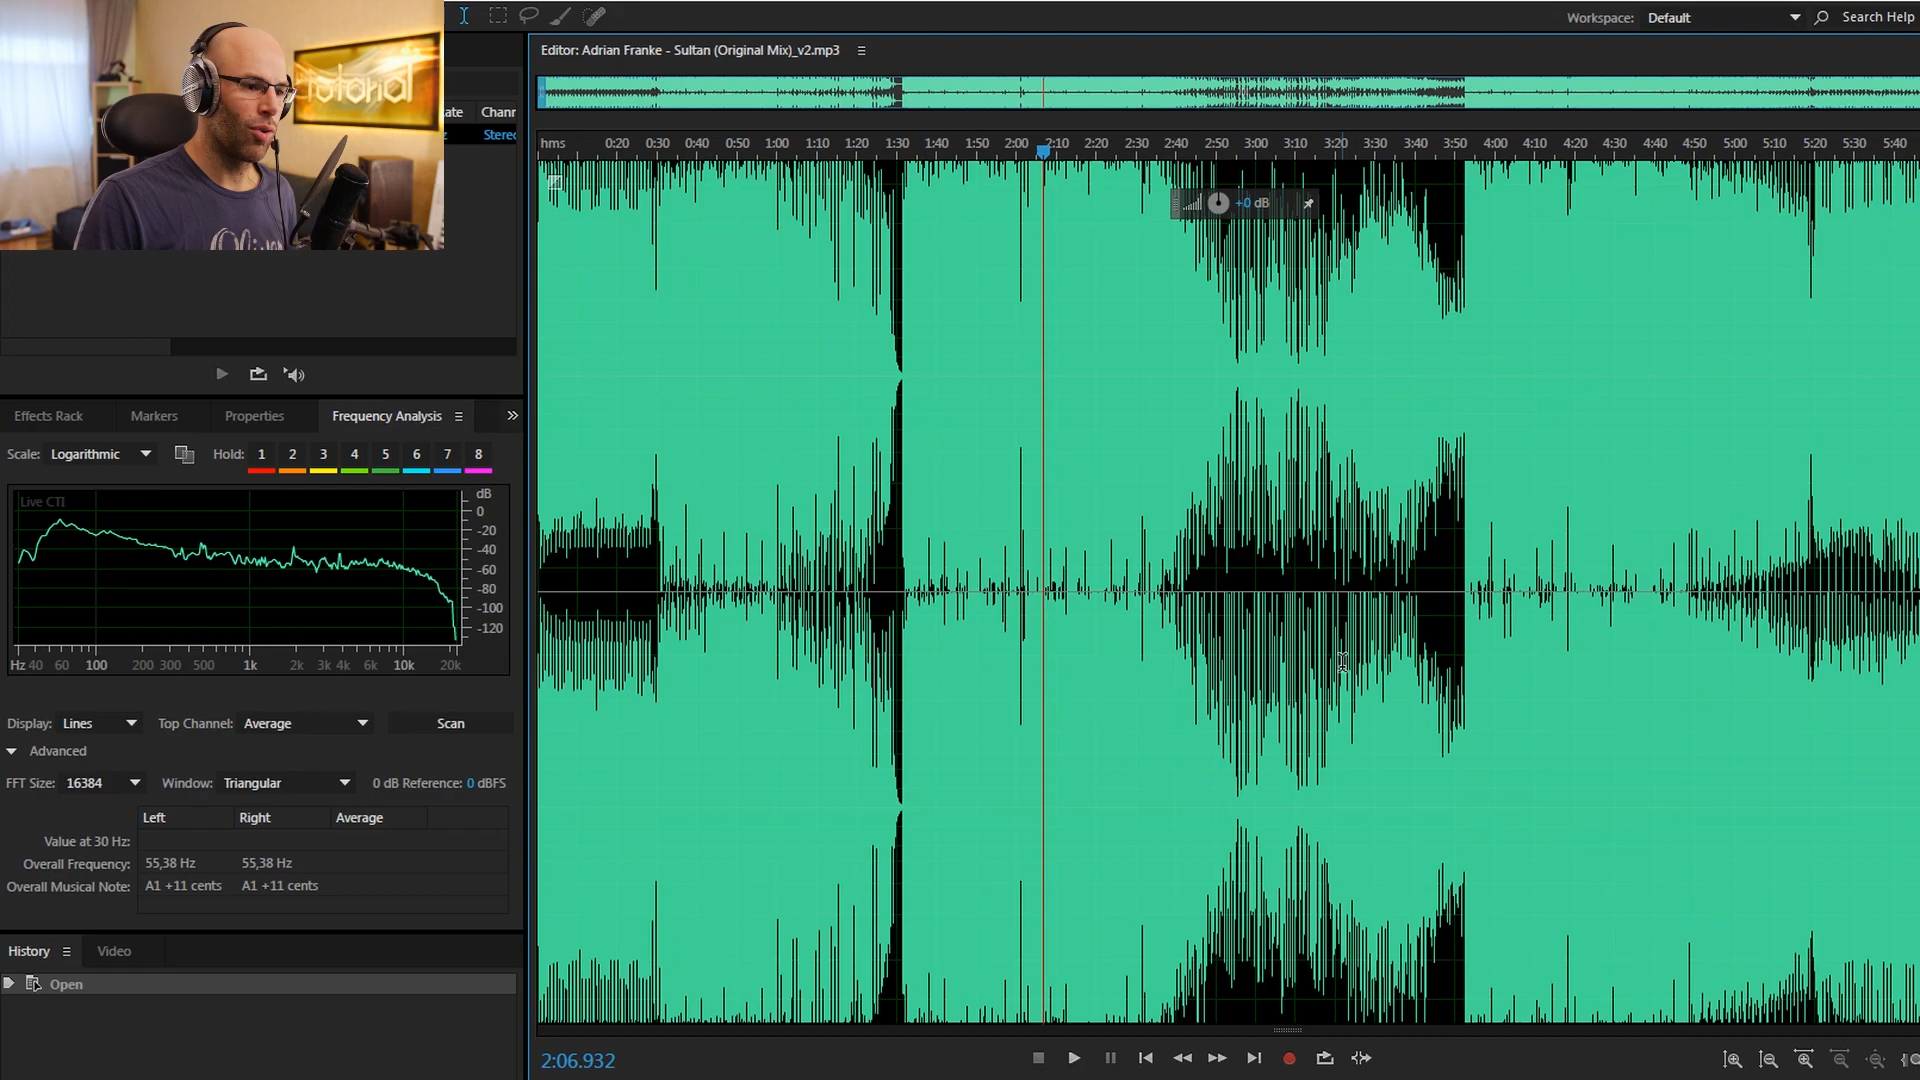 Workspace: Default Search Help
tutorial
Editor: Adrian Franke - Sultan (Original Mix)_v2.mp3
ate Chanr
z Stereo
hms 0:20 0:30 0:40 0:50 1:00 1:10 1:20 1:30 1:40 1:50 2:00 2:10 2:20 2:30 2:40 2:50 3:00 3:10 3:20 3:30 3:40 3:50 4:00 4:10 4:20 4:30 4:40 4:50 5:00 5:10 5:20 5:30 5:40
+0 dB
Effects Rack Markers Properties Frequency Analysis
Scale: Logarithmic Hold: 1 2 3 4 5 6 7 8
Live CTI
dB
0
-20
-40
-60
-80
-100
-120
Hz 40 60 100 200 300 500 1k 2k 3k 4k 6k 10k 20k
Display: Lines Top Channel: Average Scan
Advanced
FFT Size: 16384 Window: Triangular 0 dB Reference: 0 dBFS
Left Right Average
Value at 30 Hz:
Overall Frequency: 55,38 Hz 55,38 Hz
Overall Musical Note: A1 +11 cents A1 +11 cents
History Video
Open
2:06.932